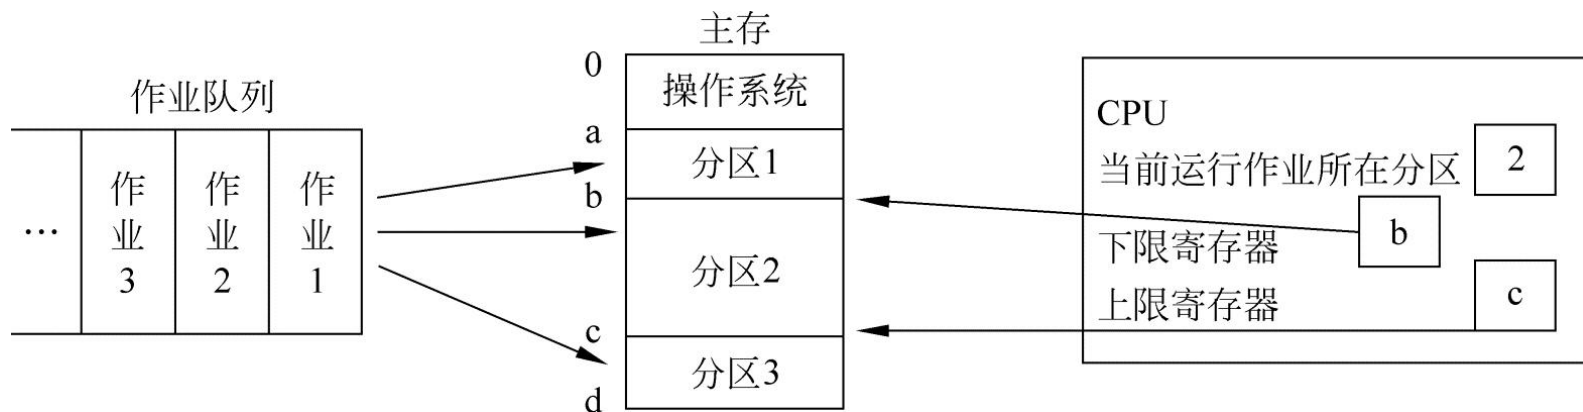 主存
作业队列
…
作业3
作业2
作业1
0
操作系统
a
分区1
b
分区2
c
分区3
d
CPU
当前运行作业所在分区 2
下限寄存器 b
上限寄存器 c